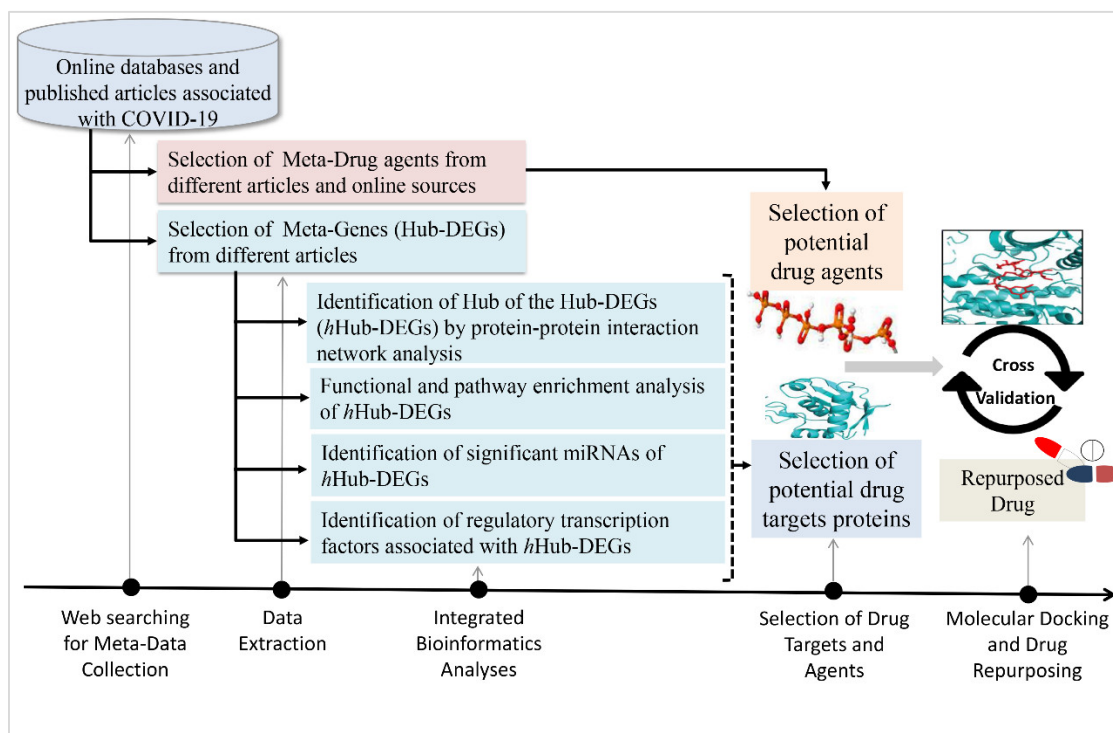 Online databases and
published articles associated
with COVID-19
Selection of Meta-Drug agents from
different articles and online sources
Selection of Meta-Genes (Hub-DEGs)
from different articles
Identification of Hub of the Hub-DEGs
(hHub-DEGs) by protein-protein interaction
network analysis
Functional and pathway enrichment analysis
of hHub-DEGs
Identification of significant miRNAs of
hHub-DEGs
Identification of regulatory transcription
factors associated with hHub-DEGs
Selection of
potential
drug agents
Selection of
potential drug
targets proteins
Cross
Validation
Repurposed
Drug
Web searching
for Meta-Data
Collection
Data
Extraction
Integrated
Bioinformatics
Analyses
Selection of Drug
Targets and
Agents
Molecular Docking
and Drug
Repurposing